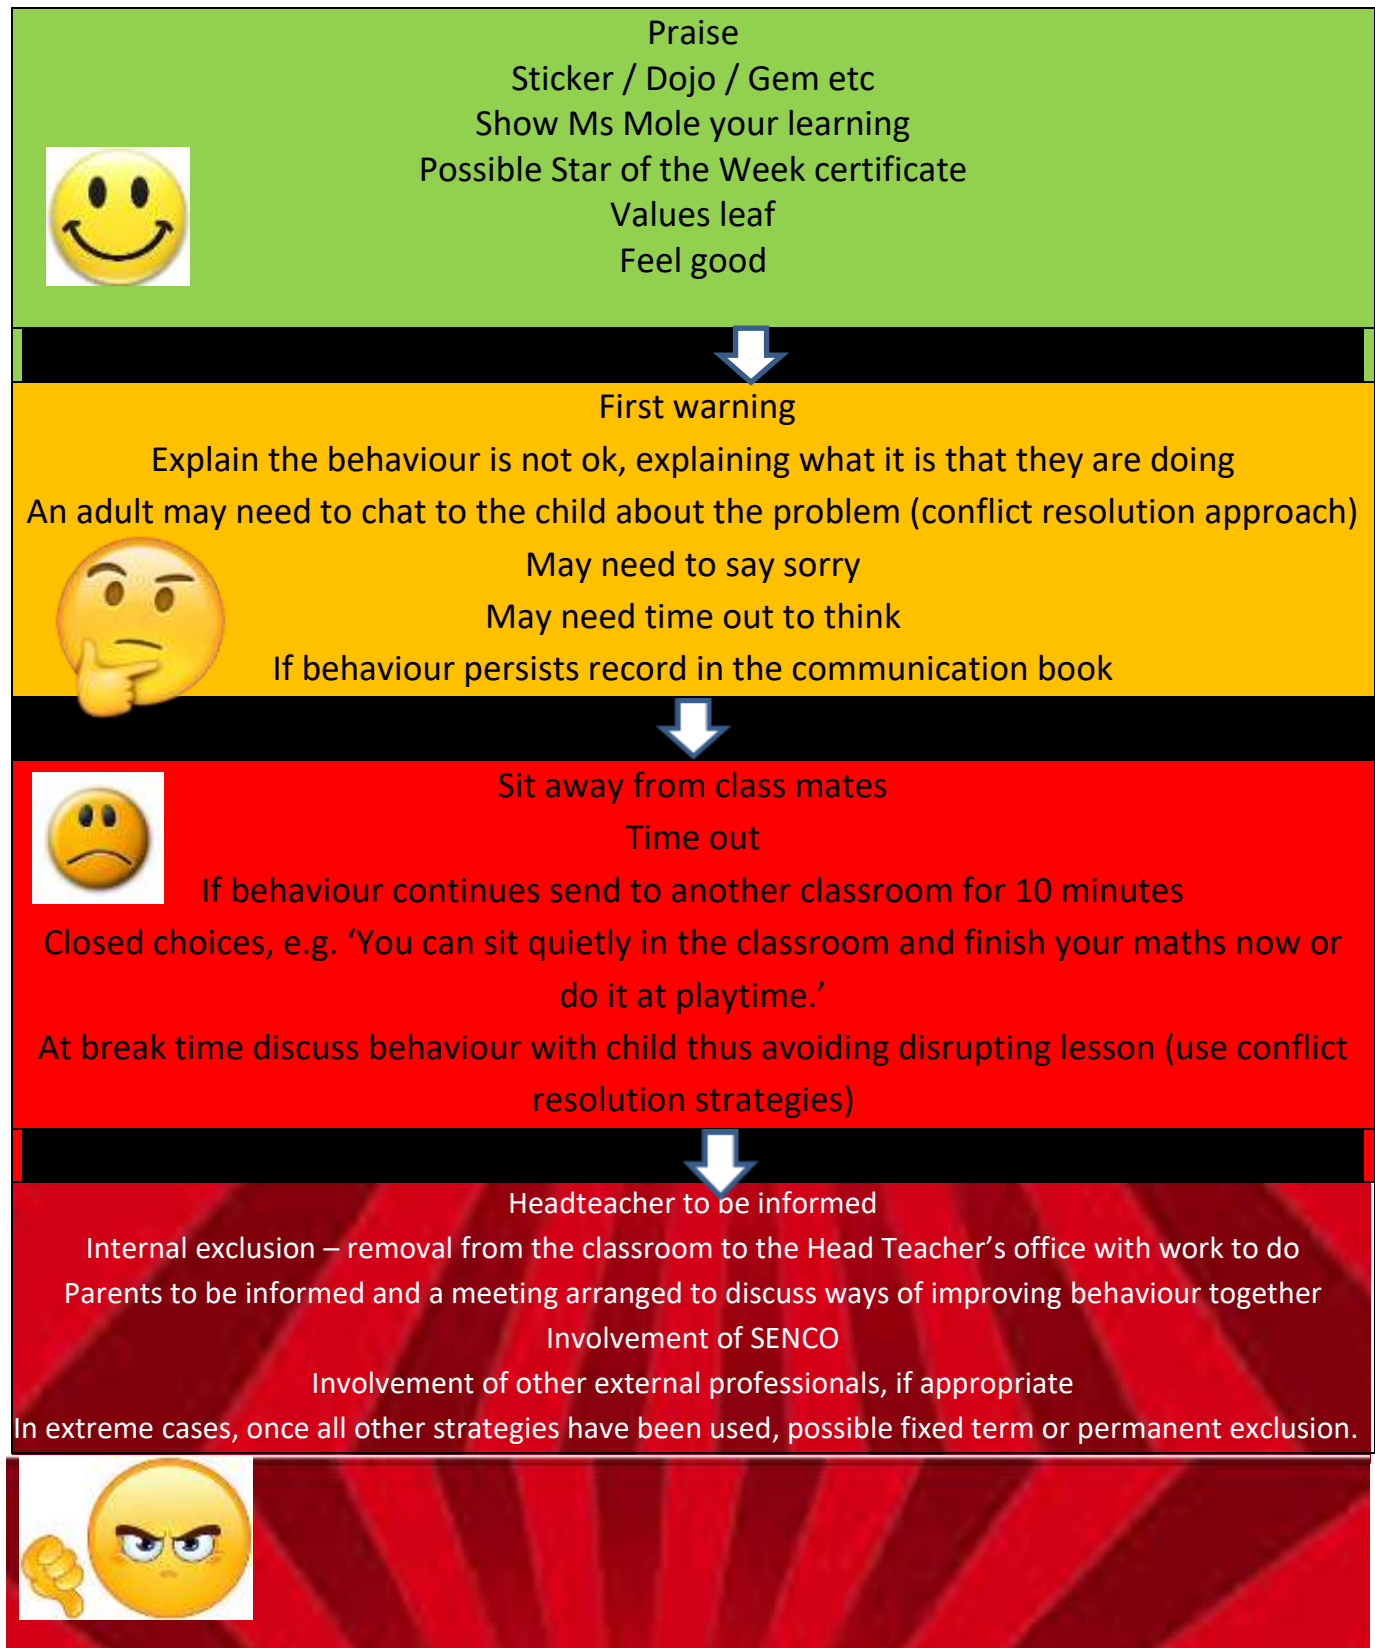 Praise
Sticker / Dojo / Gem etc
Show Ms Mole your learning
Possible Star of the Week certificate
Values leaf
Feel good
First warning
Explain the behaviour is not ok, explaining what it is that they are doing
An adult may need to chat to the child about the problem (conflict resolution approach)
May need to say sorry
May need time out to think
If behaviour persists record in the communication book
Sit away from class mates
Time out
If behaviour continues send to another classroom for 10 minutes
Closed choices, e.g. ‘You can sit quietly in the classroom and finish your maths now or
do it at playtime.’
At break time discuss behaviour with child thus avoiding disrupting lesson (use conflict
resolution strategies)
Headteacher to be informed
Internal exclusion – removal from the classroom to the Head Teacher’s office with work to do
Parents to be informed and a meeting arranged to discuss ways of improving behaviour together
Involvement of SENCO
Involvement of other external professionals, if appropriate
In extreme cases, once all other strategies have been used, possible fixed term or permanent exclusion.